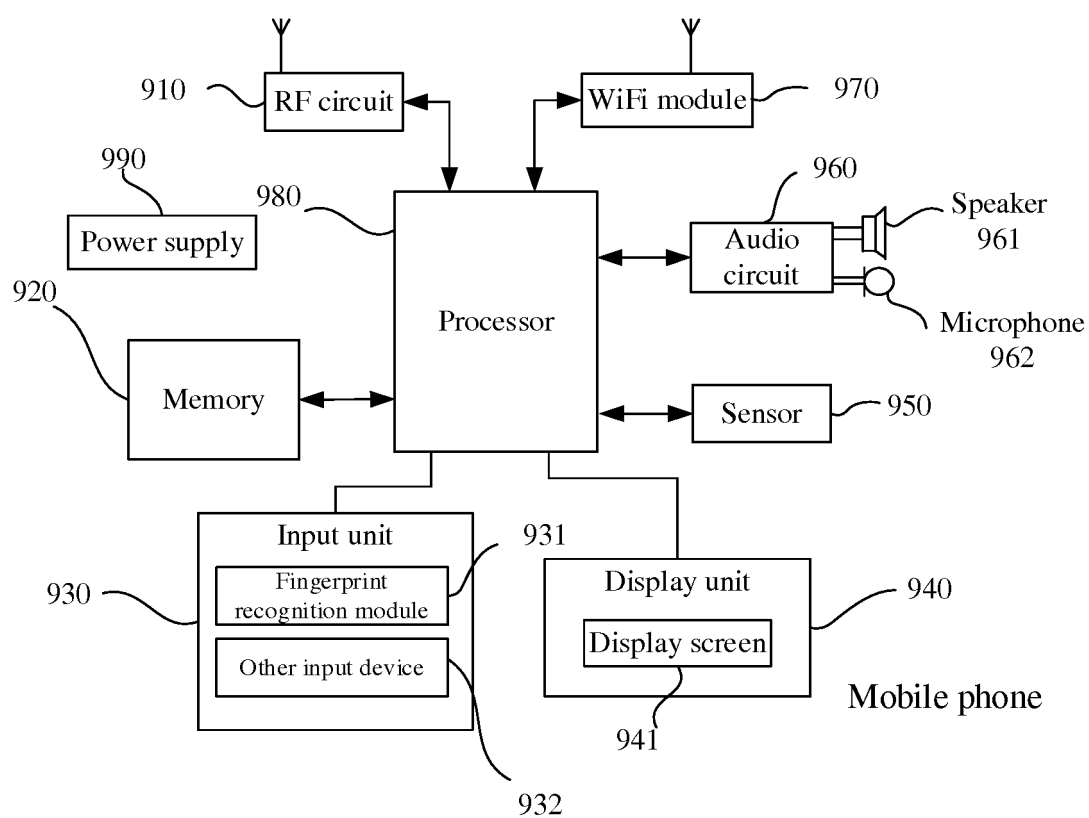 910
RF circuit
WiFi module
970
990
Power supply
980
960
Audio
circuit
Speaker
961
920
Processor
Microphone
962
Memory
Sensor
950
Input unit
931
930
Fingerprint
recognition module
Other input device
932
Display unit
940
Display screen
941
Mobile phone